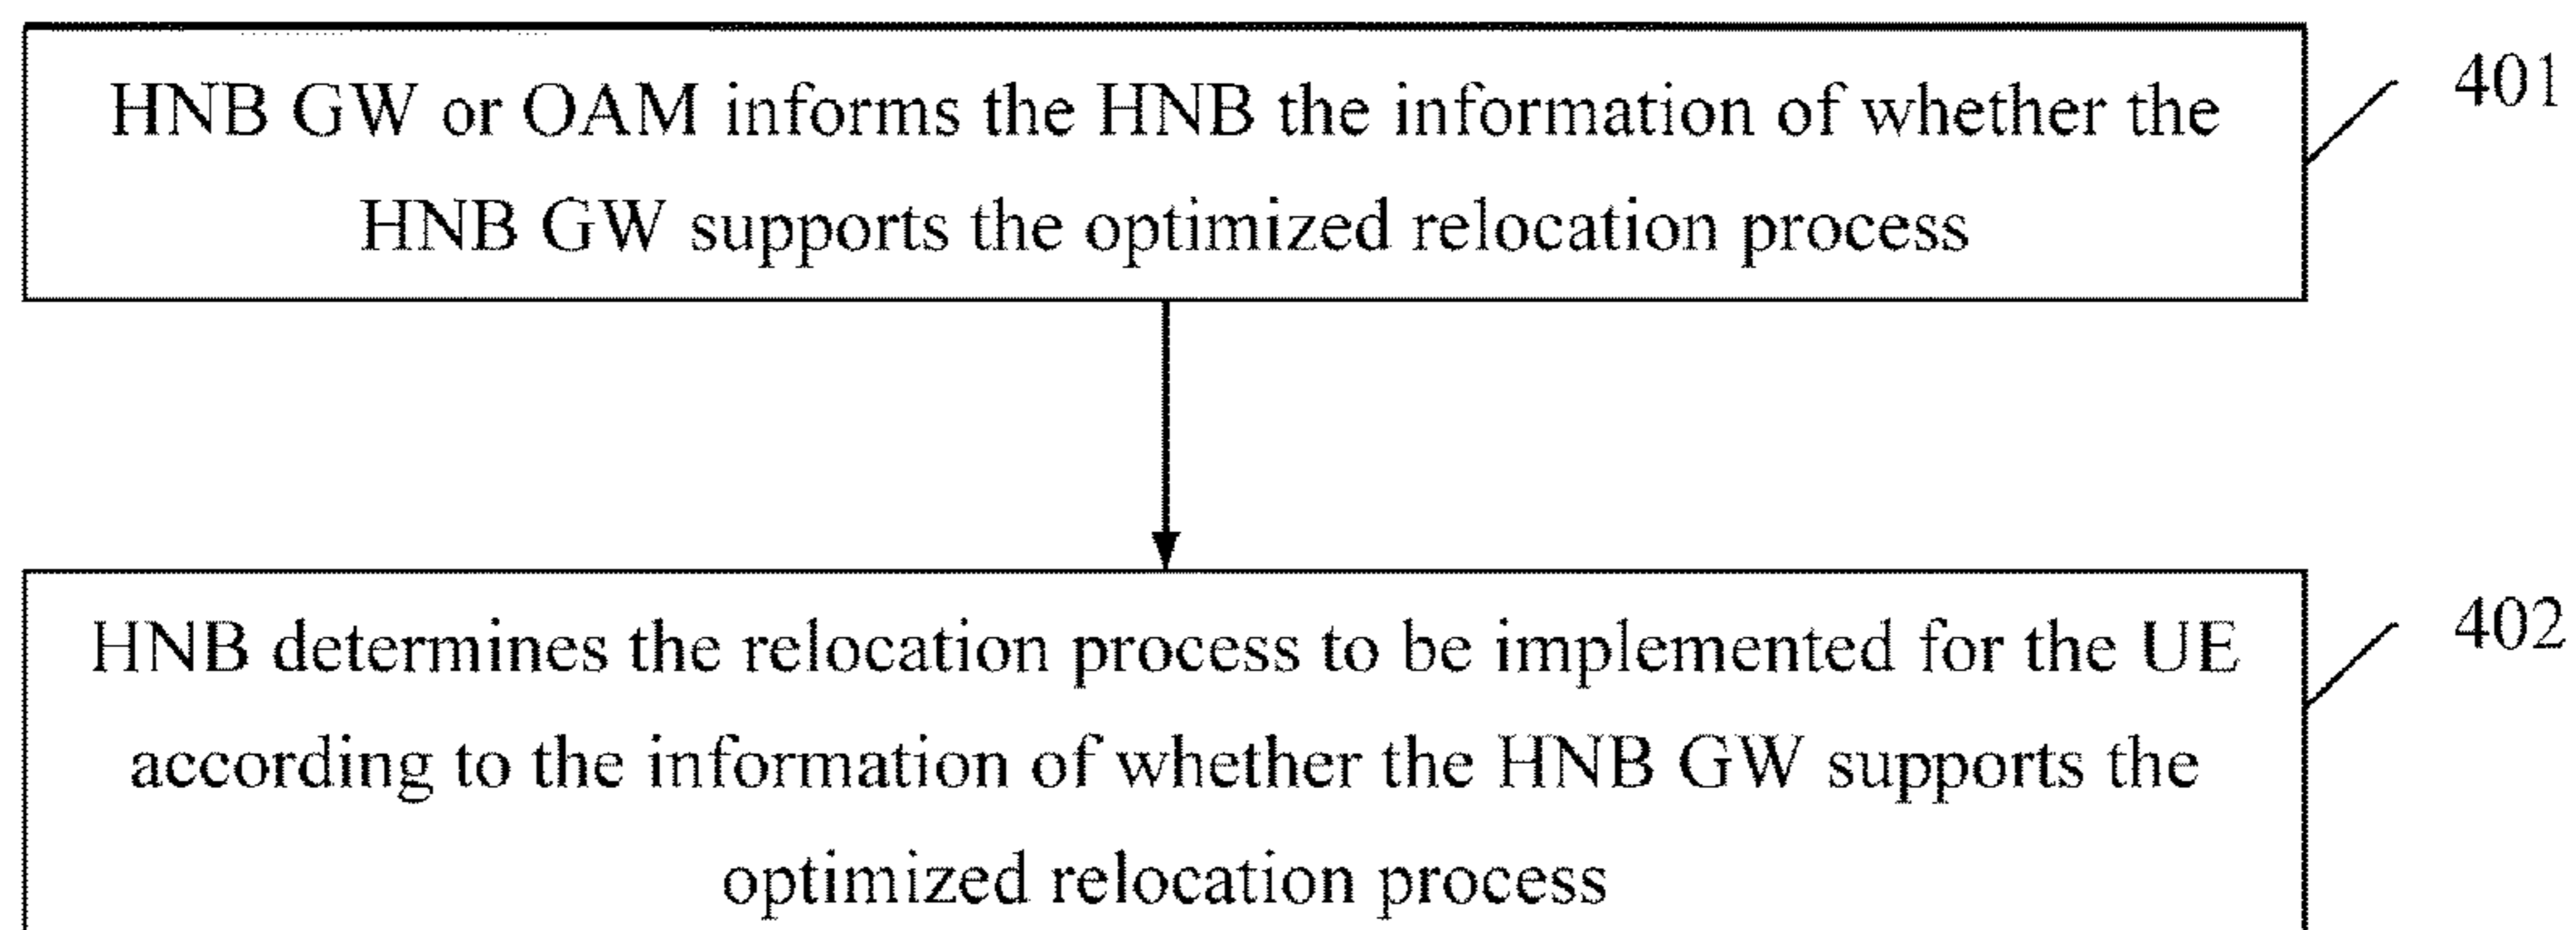 HNB GW or OAM informs the HNB the information of whether the
HNB GW supports the optimized relocation process
401
HNB determines the relocation process to be implemented for the UE
according to the information of whether the HNB GW supports the
optimized relocation process
402